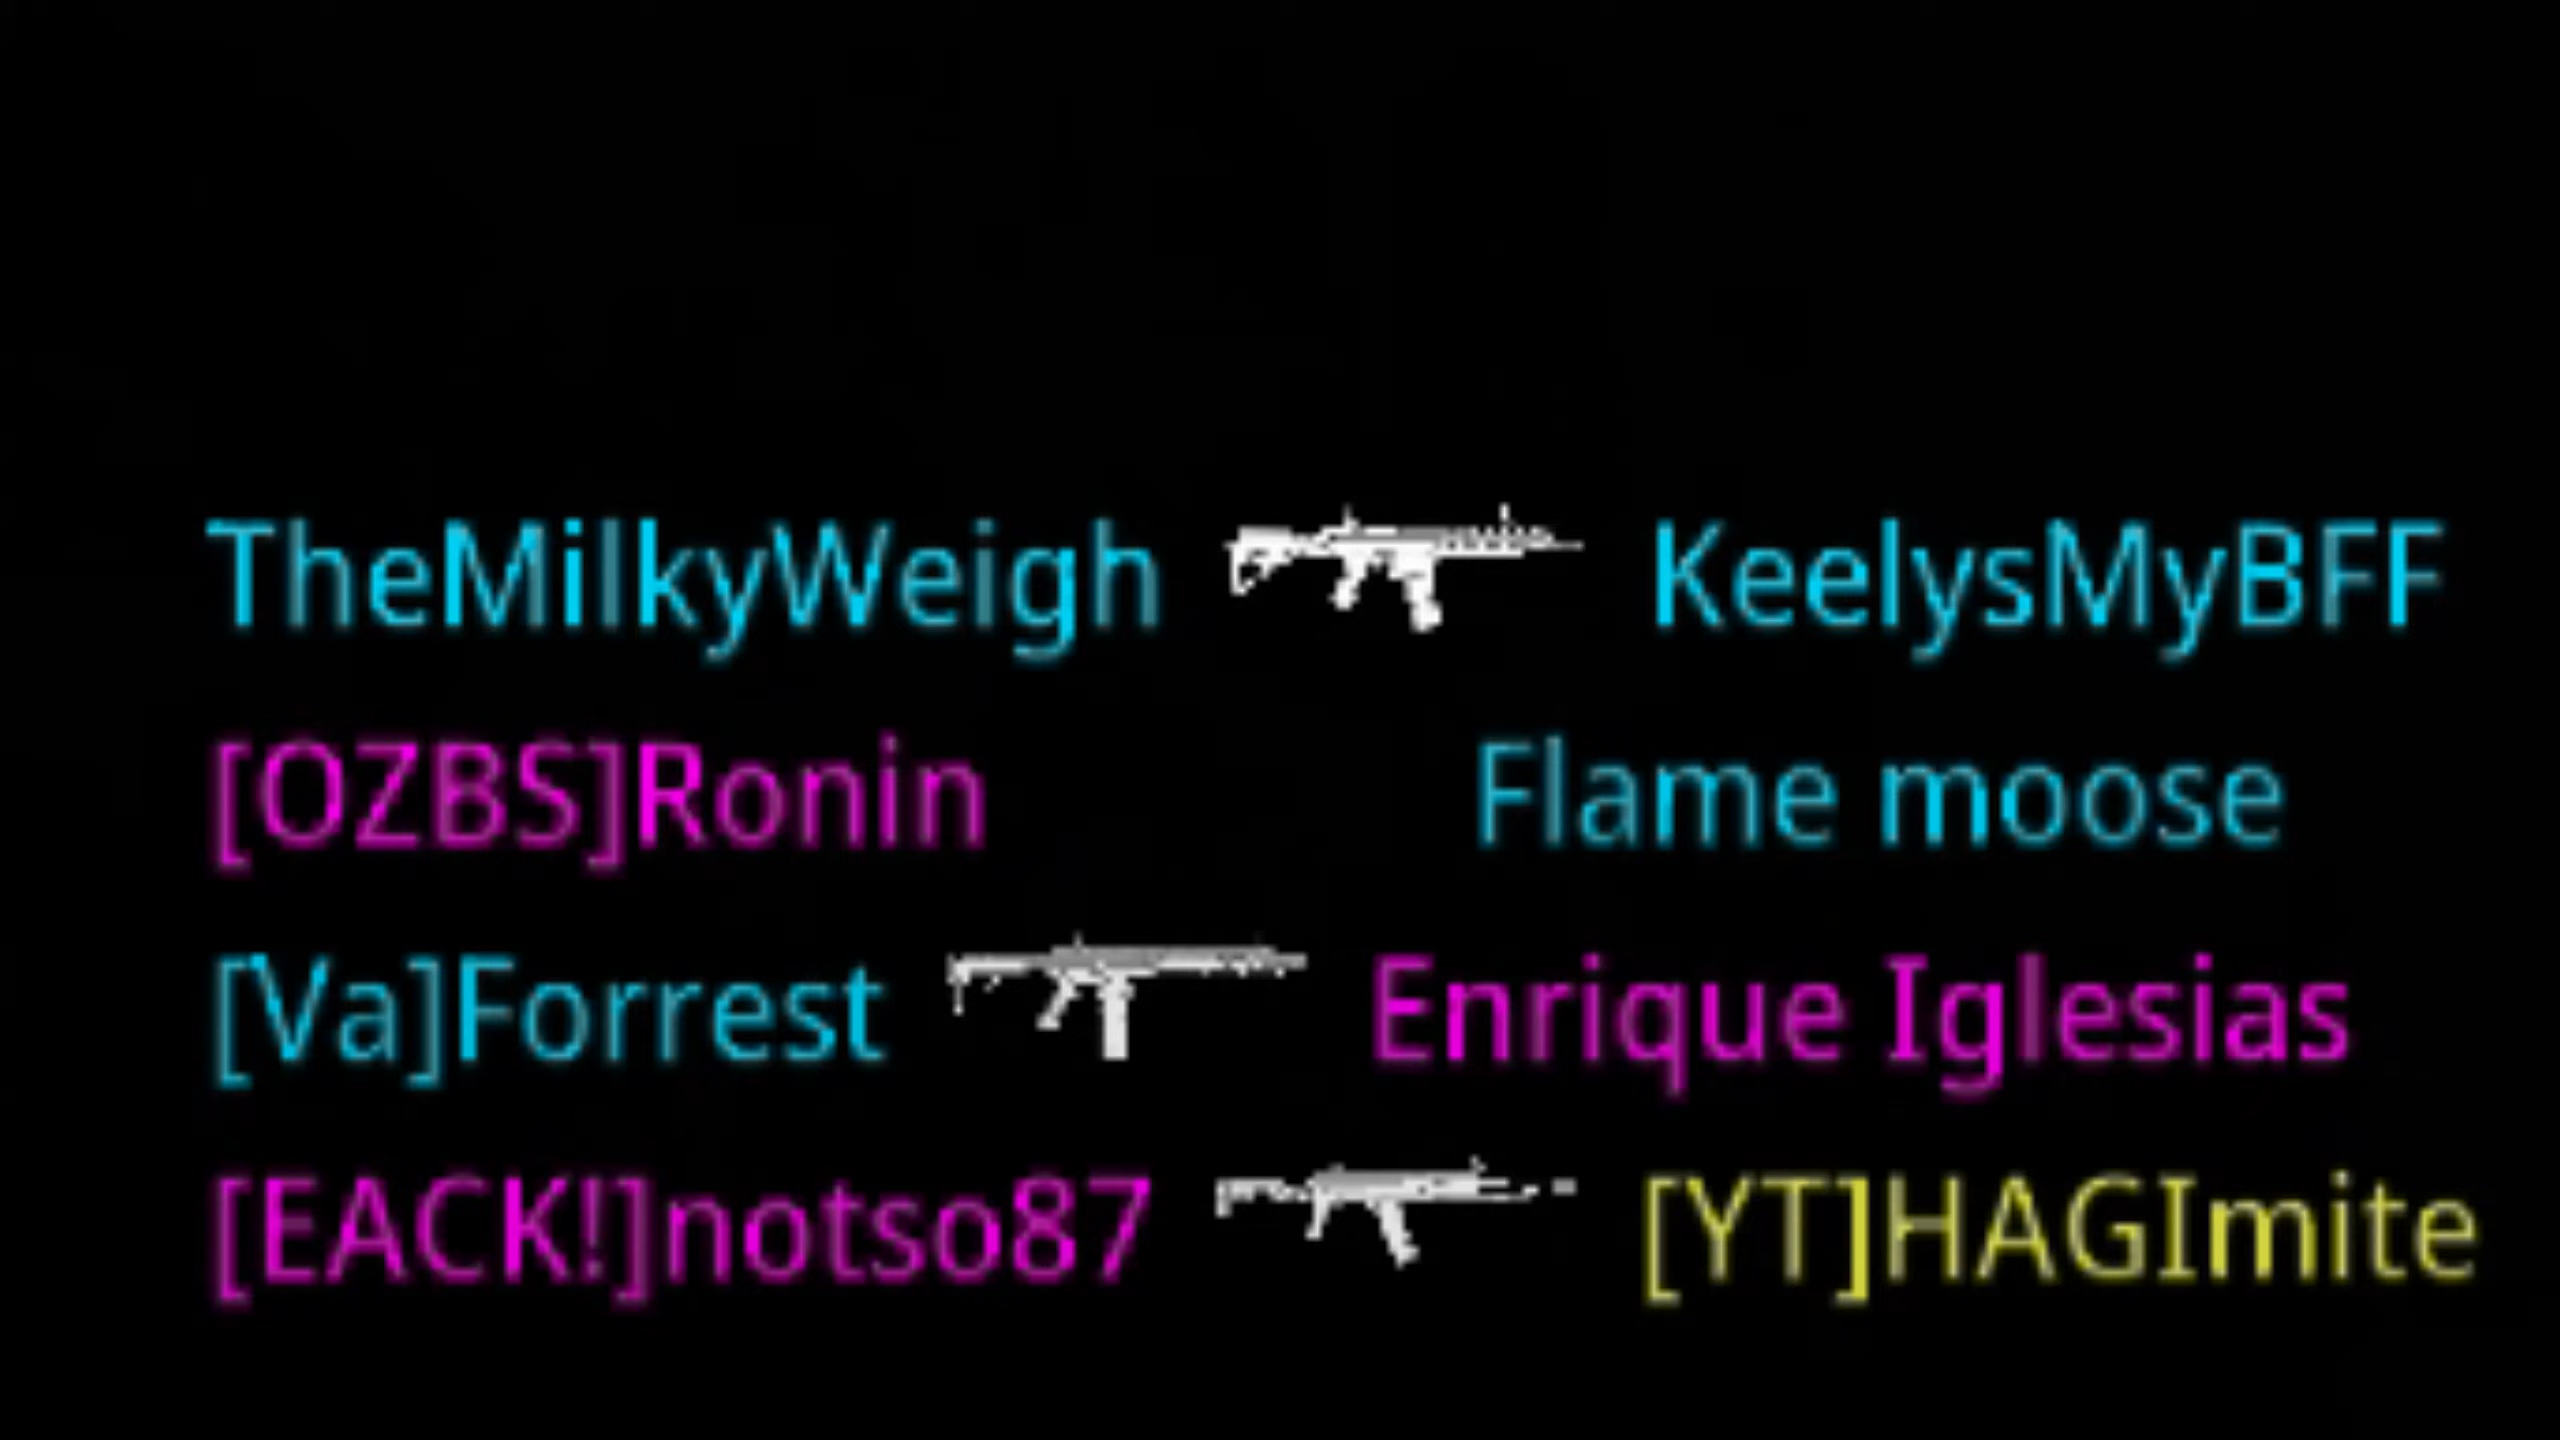 TheMilkyWeigh KeelysMyBFF
[OZBS]Ronin Flame moose
[Va]Forrest Enrique Iglesias
[EACK!]notso87 [YT]HAGImite